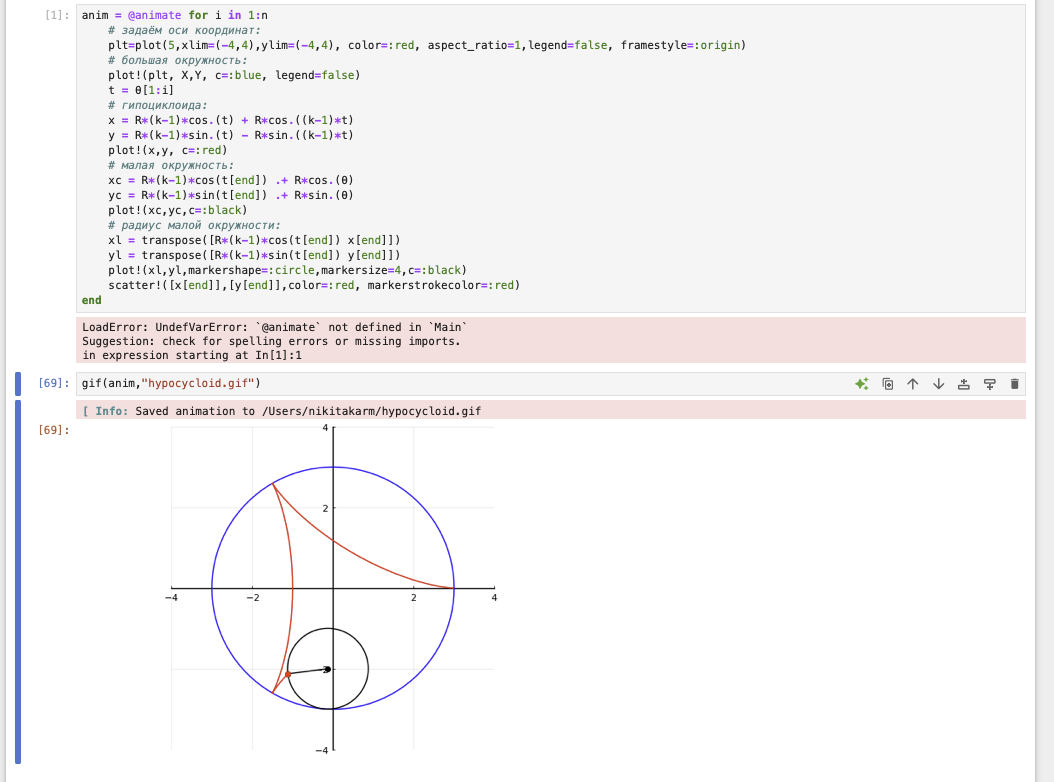 [1]: anim = @animate for i in 1:n
# задаём оси координат:
plt=plot(5,xlim=(−4,4),ylim=(−4,4), color=:red, aspect_ratio=1,legend=false, framestyle=:origin)
# большая окружность:
plot!(plt, X,Y, c=:blue, legend=false)
t = θ[1:i]
# гипоциклоида:
x = R*(k−1)*cos.(t) + R*cos.((k−1)*t)
y = R*(k−1)*sin.(t) − R*sin.((k−1)*t)
plot!(x,y, c=:red)
# малая окружность:
xc = R*(k−1)*cos(t[end]) .+ R*cos.(θ)
yc = R*(k−1)*sin(t[end]) .+ R*sin.(θ)
plot!(xc,yc,c=:black)
# радиус малой окружности:
xl = transpose([R*(k−1)*cos(t[end]) x[end]])
yl = transpose([R*(k−1)*sin(t[end]) y[end]])
plot!(xl,yl,markershape=:circle,markersize=4,c=:black)
scatter!([x[end]],[y[end]],color=:red, markerstrokecolor=:red)
end
LoadError: UndefVarError: `@animate` not defined in `Main`
Suggestion: check for spelling errors or missing imports.
in expression starting at In[1]:1
[69]: gif(anim,"hypocycloid.gif")
[ Info: Saved animation to /Users/nikitakarm/hypocycloid.gif
[69]:
4
2
−4 −2 2 4
−4